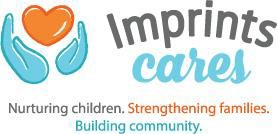 Imprints
cares
Nurturing children. Strengthening families.
Building community.